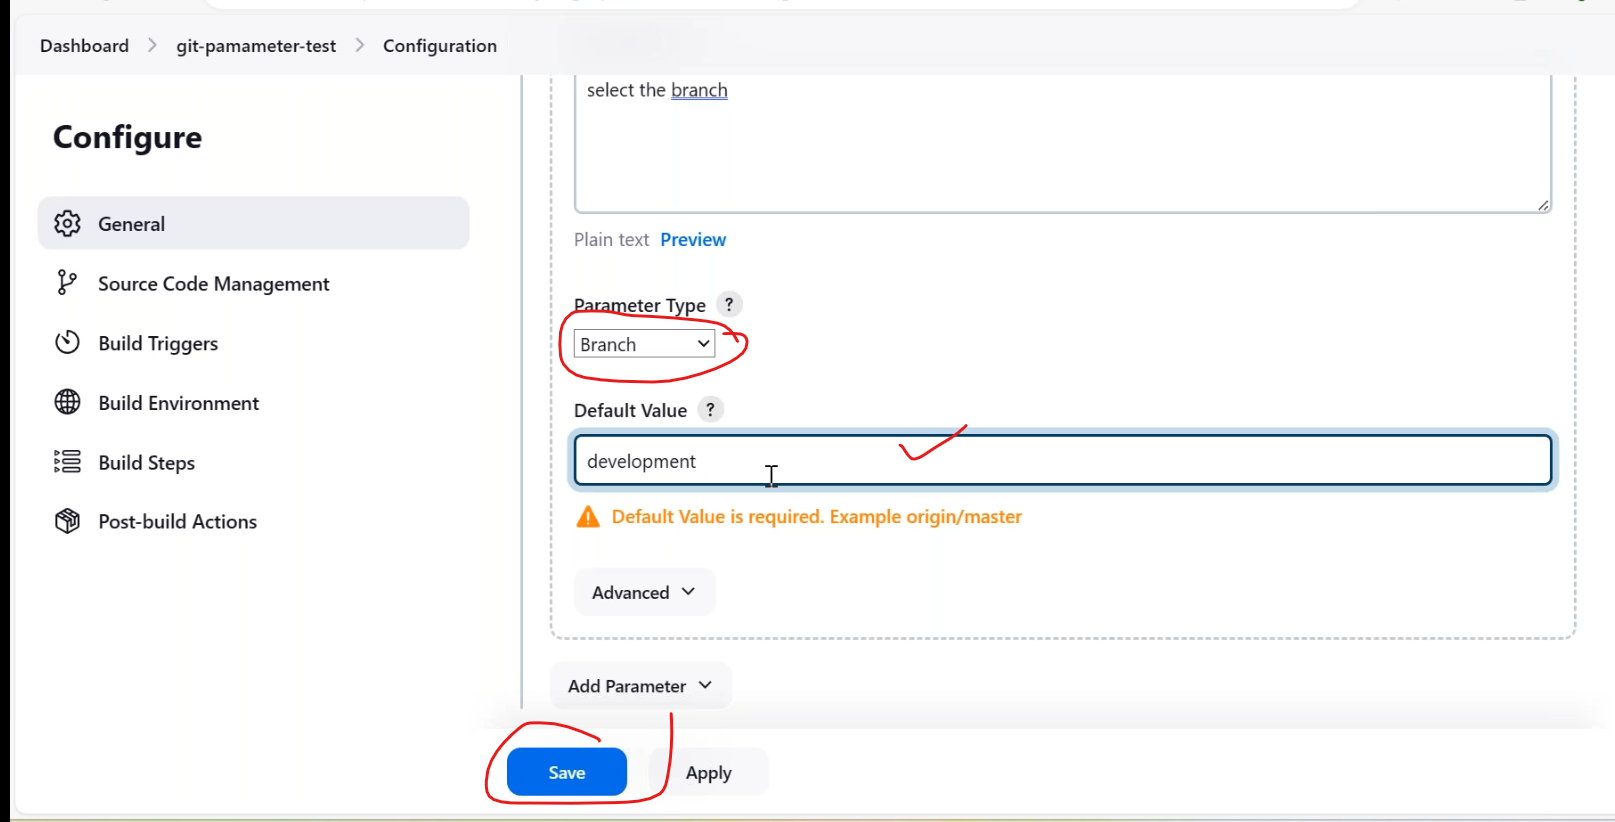 Dashboard > git-pamameter-test > Configuration
Configure
General
Source Code Management
Build Triggers
Build Environment
Build Steps
Post-build Actions
select the branch
Plain text Preview
Parameter Type ?
Branch
Default Value ?
development
Default Value is required. Example origin/master
Advanced
Add Parameter
Save Apply